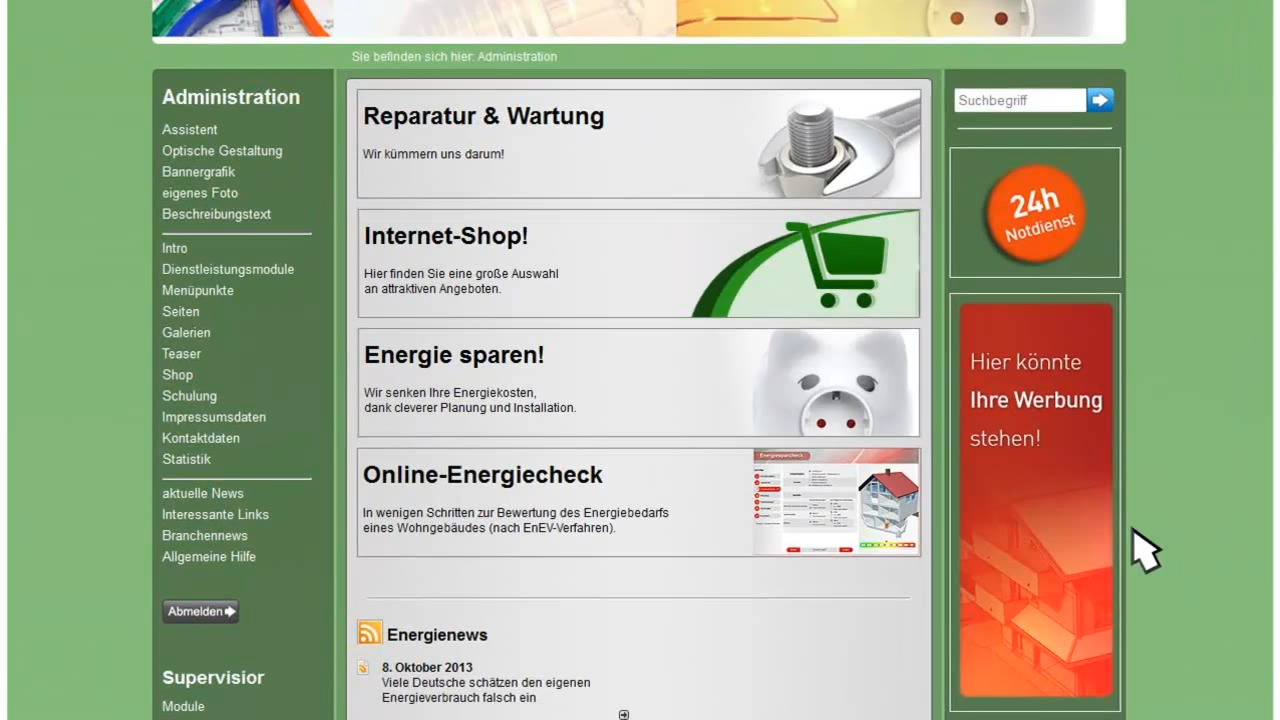 Sie befinden sich hier: Administration
Administration
Assistent
Optische Gestaltung
Bannergrafik
eigenes Foto
Beschreibungstext
Intro
Dienstleistungsmodule
Menüpunkte
Seiten
Galerien
Teaser
Shop
Schulung
Impressumsdaten
Kontaktdaten
Statistik
aktuelle News
Interessante Links
Branchennews
Allgemeine Hilfe
Abmelden
Supervisior
Module
Reparatur & Wartung
Wir kümmern uns darum!
Internet-Shop!
Hier finden Sie eine große Auswahl
an attraktiven Angeboten.
Energie sparen!
Wir senken Ihre Energiekosten,
dank cleverer Planung und Installation.
Online-Energiecheck
In wenigen Schritten zur Bewertung des Energiebedarfs
eines Wohngebäudes (nach EnEV-Verfahren).
Energiesparcheck
Energienews
8. Oktober 2013
Viele Deutsche schätzen den eigenen
Energieverbrauch falsch ein
Suchbegriff
24h
Notdienst
Hier könnte
Ihre Werbung
stehen!